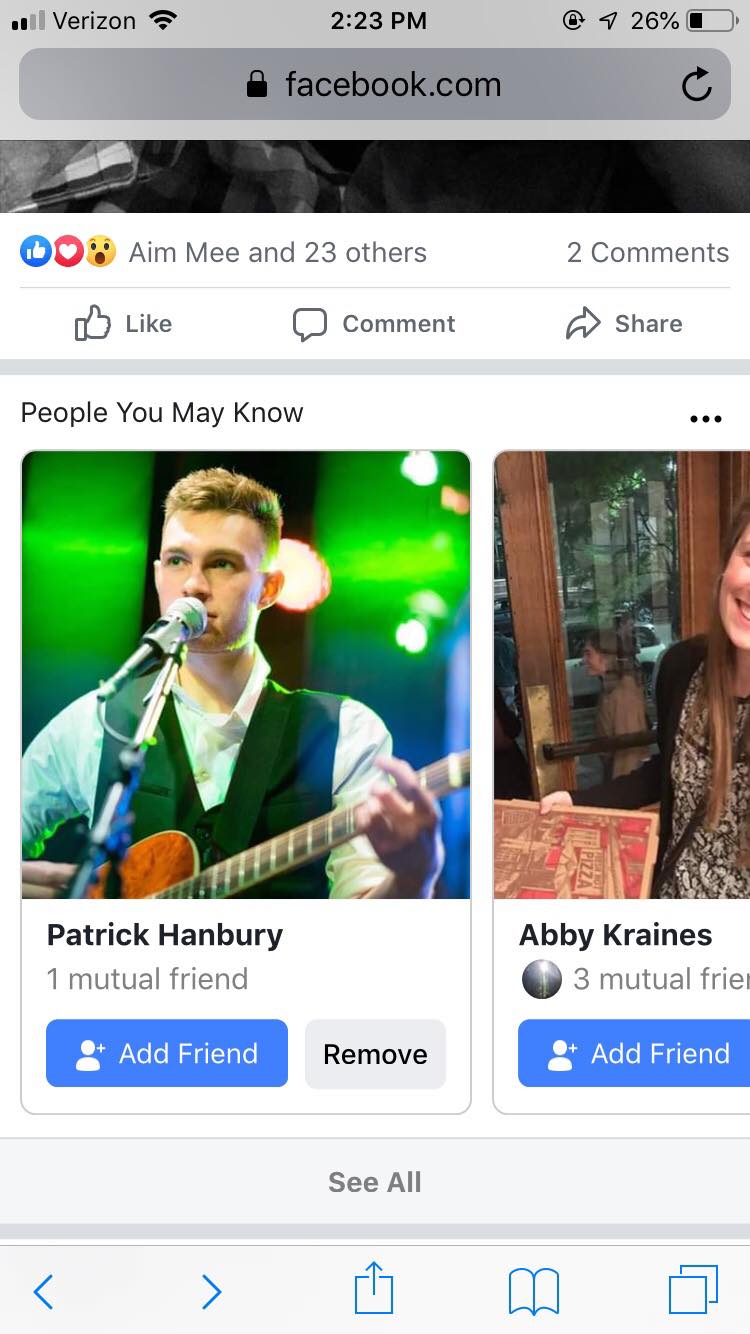 Verizon 2:23 PM 26%
facebook.com
Aim Mee and 23 others 2 Comments
Like Comment Share
People You May Know
PIZZA
Patrick Hanbury Abby Kraines
1 mutual friend 3 mutual frie
Add Friend Remove Add Friend
See All